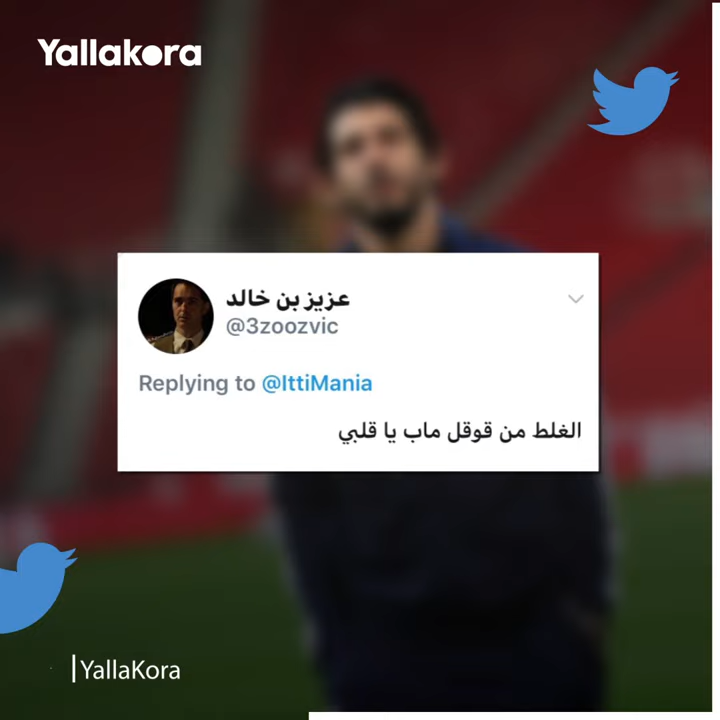 Yallakora
عزيز بن خالد
@3zoozvic
Replying to @IttiMania
الغلط من قوقل ماب يا قلبي
YallaKora